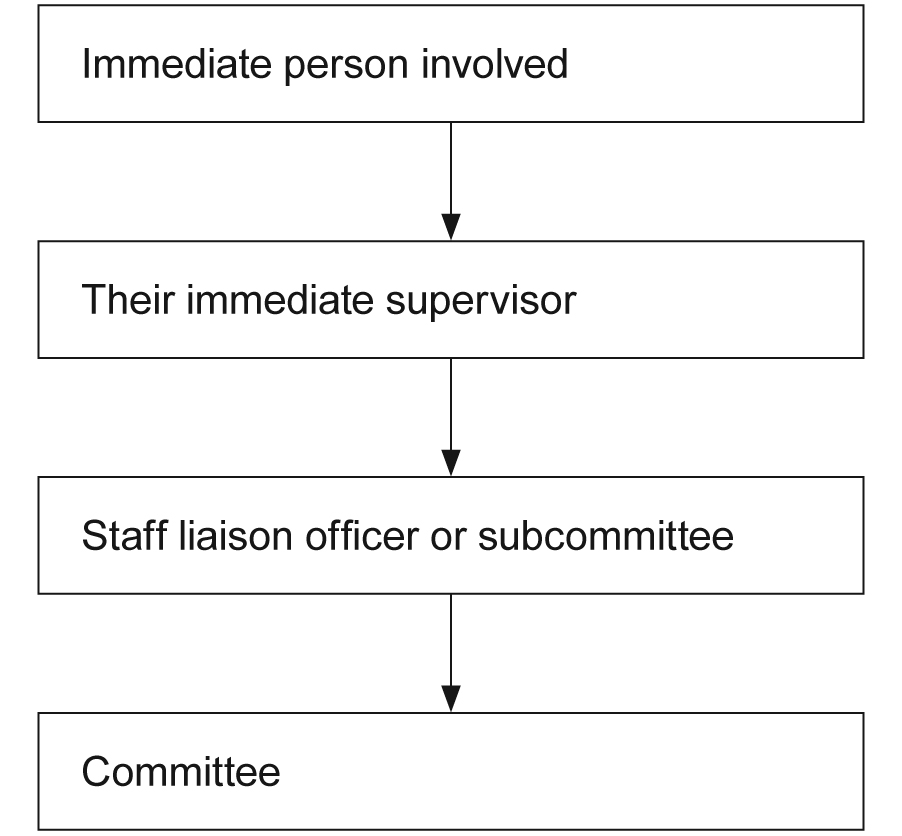 Immediate person involved
Their immediate supervisor
Staff liaison officer or subcommittee
Committee